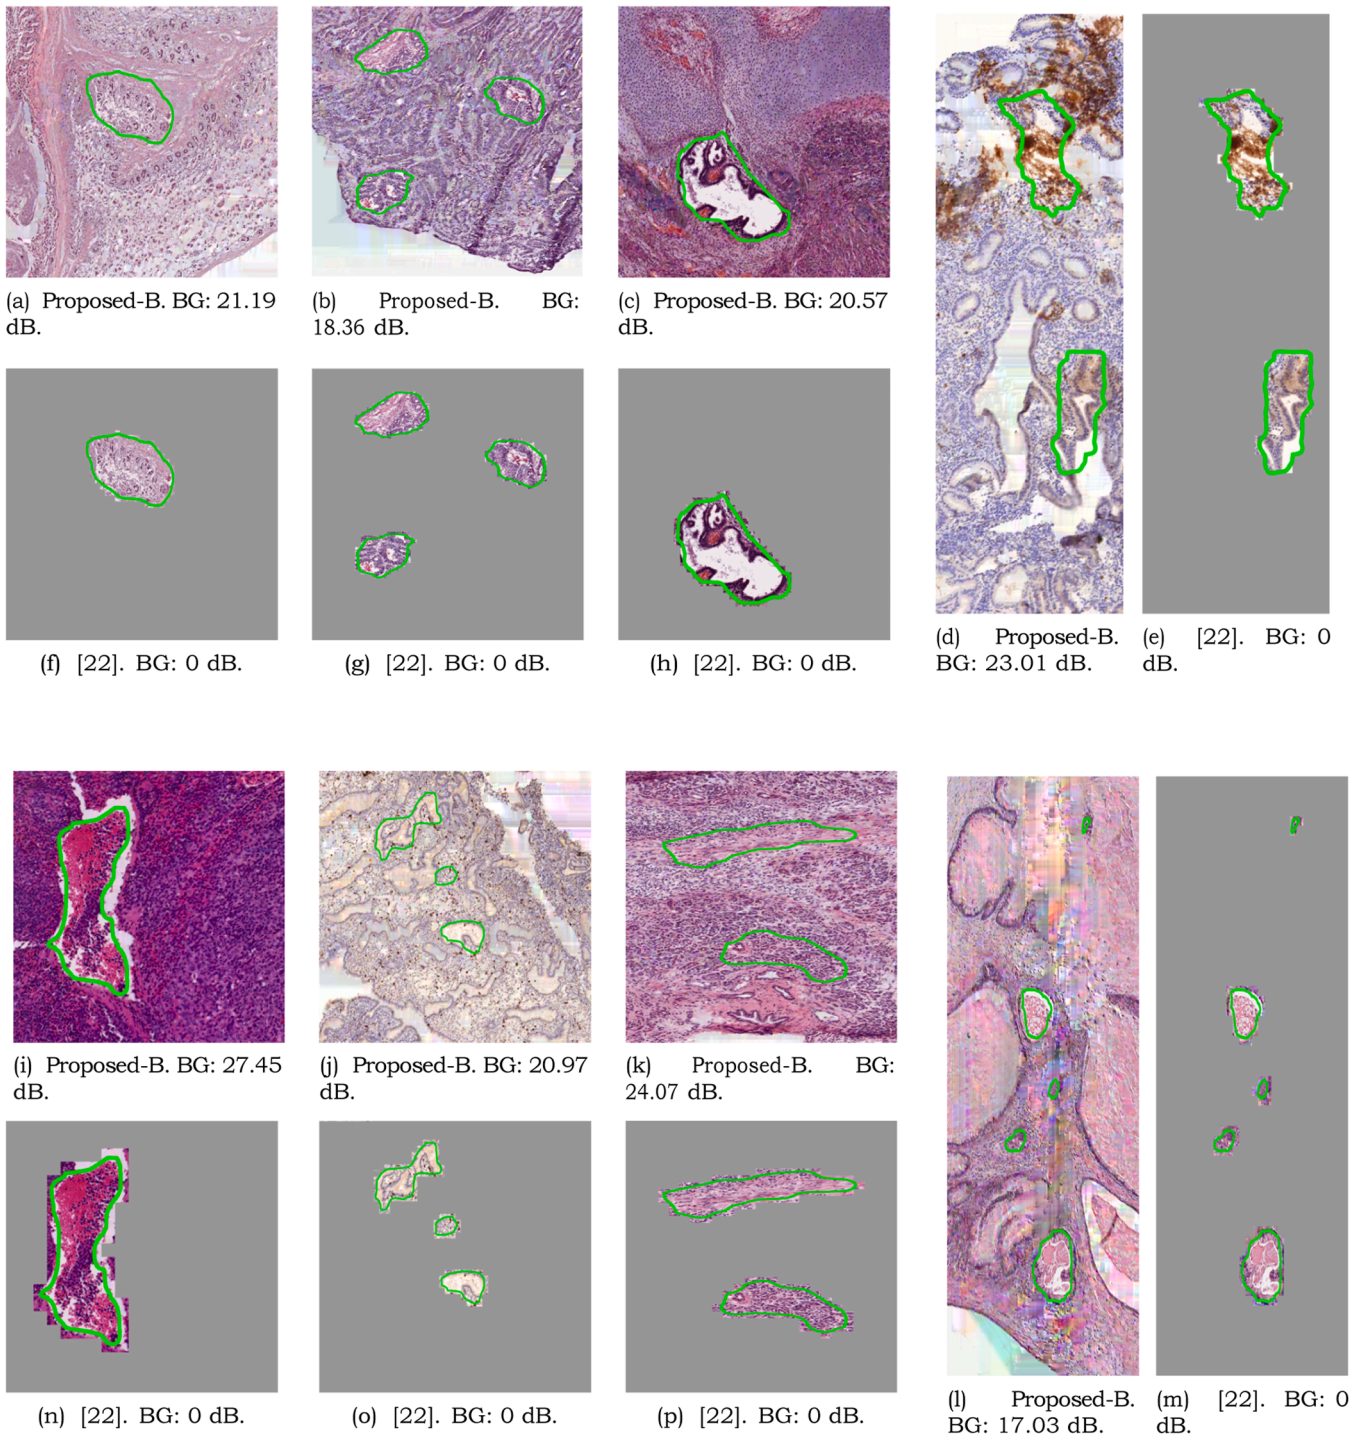 (a) Proposed-B. BG: 21.19
dB.
(b) Proposed-B. BG:
18.36 dB.
(c) Proposed-B. BG: 20.57
dB.
(f) [22]. BG: 0 dB.
(g) [22]. BG: 0 dB.
(h) [22]. BG: 0 dB.
(d) Proposed-B.
BG: 23.01 dB.
(e) [22]. BG: 0
dB.
(i) Proposed-B. BG: 27.45
dB.
(j) Proposed-B. BG: 20.97
dB.
(k) Proposed-B. BG:
24.07 dB.
(n) [22]. BG: 0 dB.
(o) [22]. BG: 0 dB.
(p) [22]. BG: 0 dB.
(l) Proposed-B.
BG: 17.03 dB.
(m) [22]. BG: 0
dB.